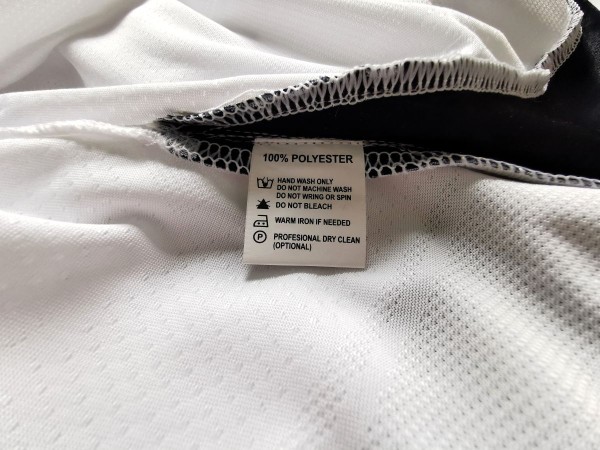 100% POLYESTER
HAND WASH ONLY
DO NOT MACHINE WASH
DO NOT WRING OR SPIN
DO NOT BLEACH
WARM IRON IF NEEDED
P PROFESIONAL DRY CLEAN
(OPTIONAL)